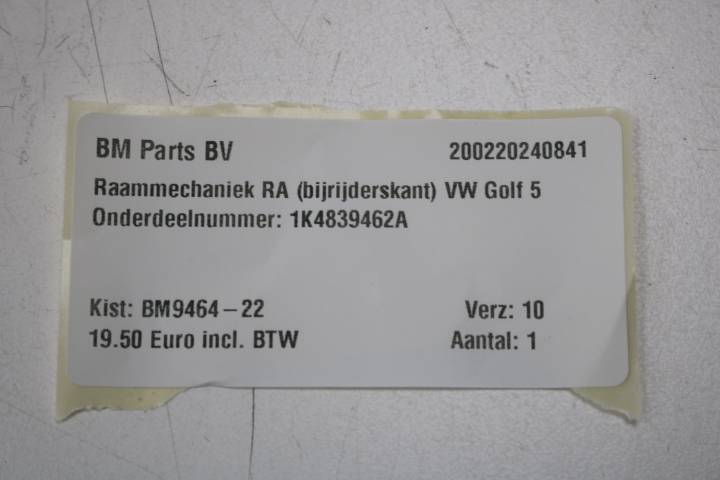 BM Parts BV 200220240841
Raammechaniek RA (bijrijderskant) VW Golf 5
Onderdeelnummer: 1K4839462A
Kist: BM9464-22 Verz: 10
19.50 Euro incl. BTW Aantal: 1